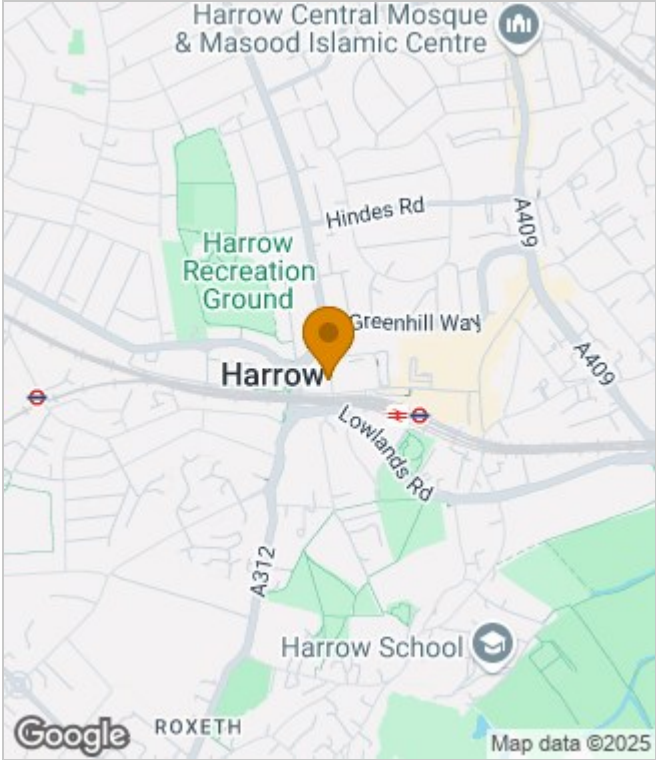 Harrow Central Mosque
& Masood Islamic Centre
Hindes Rd
A409
Harrow
Recreation
Ground
Greenhill Way
Harrow
A409
Lowlands Rd
A312
Harrow School
ROXETH
Google
Map data ©2025